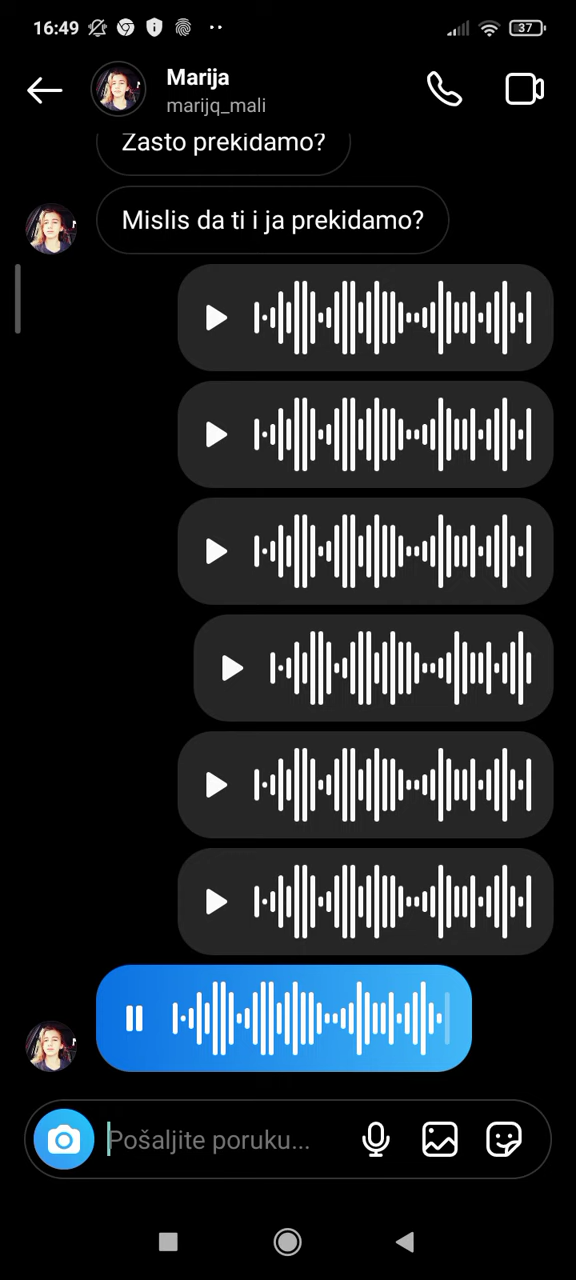 16:49
37
Marija
marijq_mali
Zasto prekidamo?
Mislis da ti i ja prekidamo?
Pošaljite poruku...